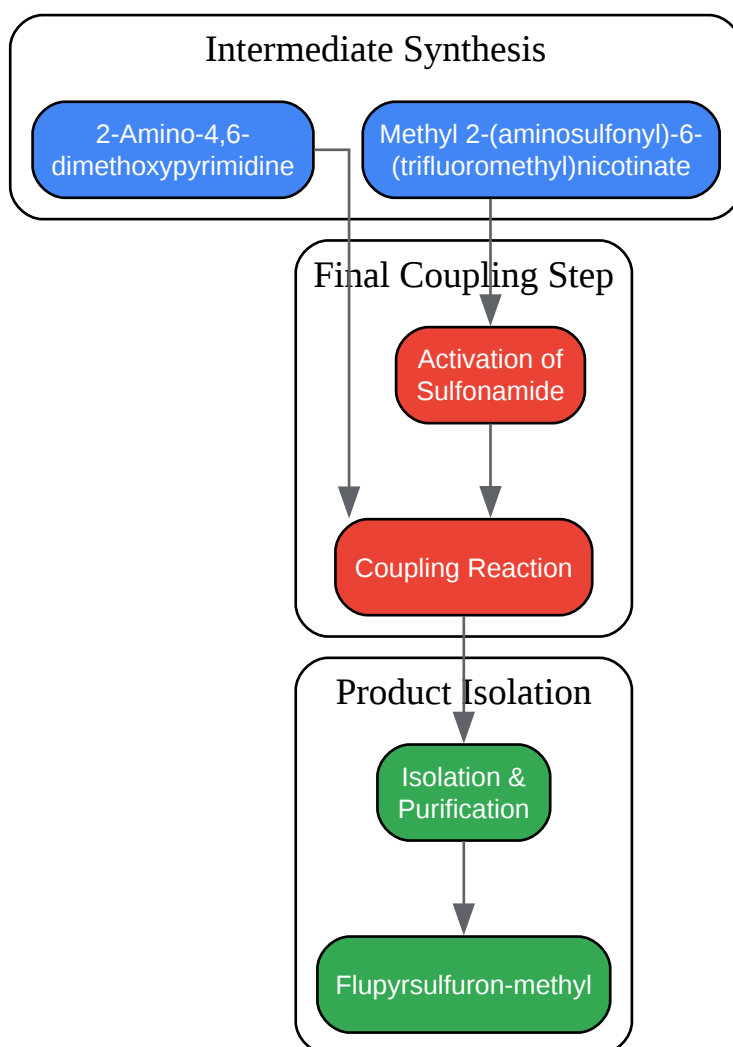 Intermediate Synthesis
2-Amino-4,6-
dimethoxypyrimidine
Methyl 2-(aminosulfonyl)-6-
(trifluoromethyl)nicotinate
Final Coupling Step
Activation of
Sulfonamide
Coupling Reaction
Product Isolation
Isolation &
Purification
Flupyrsulfuron-methyl